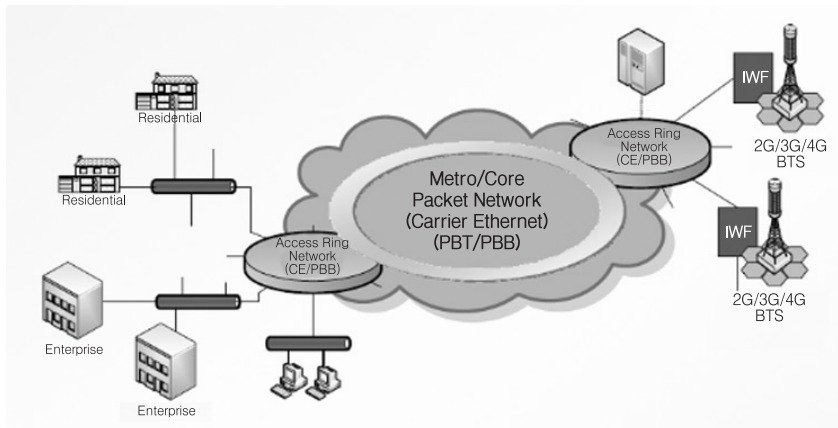 Residential
Residential
Enterprise
Enterprise
Access Ring
Network
(CE/PBB)
Metro/Core
Packet Network
(Carrier Ethernet)
(PBT/PBB)
Access Ring
Network
(CE/PBB)
IWF
2G/3G/4G
BTS
IWF
2G/3G/4G
BTS